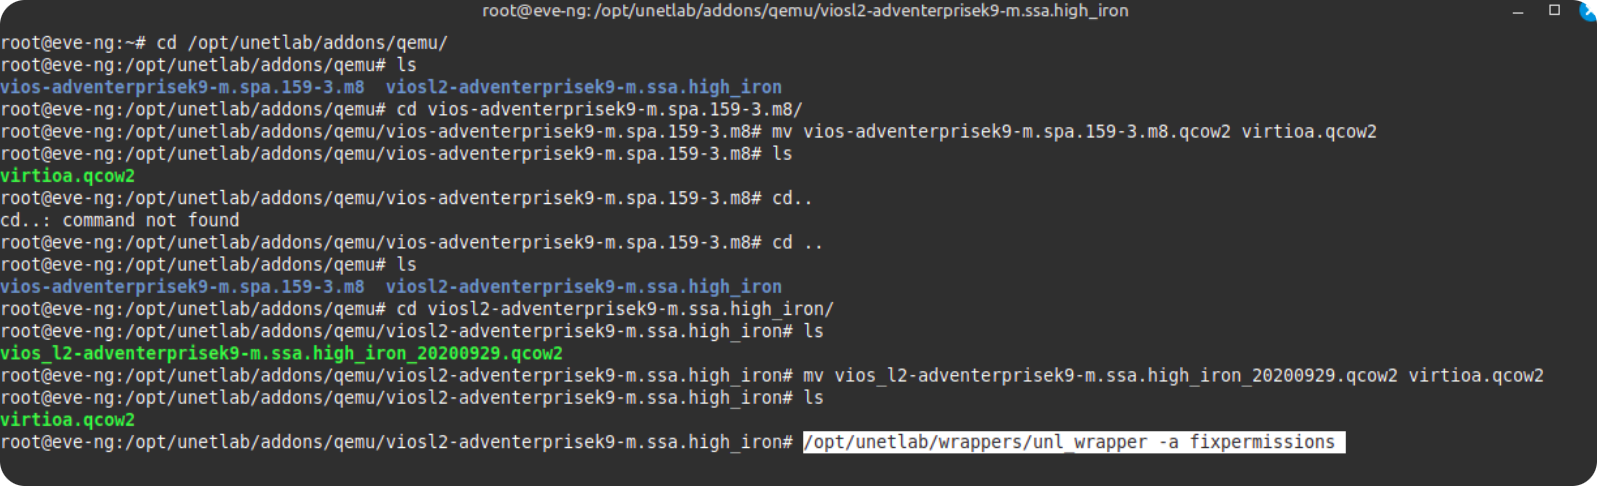 root@eve-ng: /opt/unetlab/addons/qemu/viosl2-adventerprisek9-m.ssa.high_iron
root@eve-ng:~# cd /opt/unetlab/addons/qemu/
root@eve-ng:/opt/unetlab/addons/qemu# ls
vios-adventerprisek9-m.spa.159-3.m8  viosl2-adventerprisek9-m.ssa.high_iron
root@eve-ng:/opt/unetlab/addons/qemu# cd vios-adventerprisek9-m.spa.159-3.m8/
root@eve-ng:/opt/unetlab/addons/qemu/vios-adventerprisek9-m.spa.159-3.m8# mv vios-adventerprisek9-m.spa.159-3.m8.qcow2 virtioa.qcow2
root@eve-ng:/opt/unetlab/addons/qemu/vios-adventerprisek9-m.spa.159-3.m8# ls
virtioa.qcow2
root@eve-ng:/opt/unetlab/addons/qemu/vios-adventerprisek9-m.spa.159-3.m8# cd..
cd..: command not found
root@eve-ng:/opt/unetlab/addons/qemu/vios-adventerprisek9-m.spa.159-3.m8# cd ..
root@eve-ng:/opt/unetlab/addons/qemu# ls
vios-adventerprisek9-m.spa.159-3.m8  viosl2-adventerprisek9-m.ssa.high_iron
root@eve-ng:/opt/unetlab/addons/qemu# cd viosl2-adventerprisek9-m.ssa.high_iron/
root@eve-ng:/opt/unetlab/addons/qemu/viosl2-adventerprisek9-m.ssa.high_iron# ls
vios_l2-adventerprisek9-m.ssa.high_iron_20200929.qcow2
root@eve-ng:/opt/unetlab/addons/qemu/viosl2-adventerprisek9-m.ssa.high_iron# mv vios_l2-adventerprisek9-m.ssa.high_iron_20200929.qcow2 virtioa.qcow2
root@eve-ng:/opt/unetlab/addons/qemu/viosl2-adventerprisek9-m.ssa.high_iron# ls
virtioa.qcow2
root@eve-ng:/opt/unetlab/addons/qemu/viosl2-adventerprisek9-m.ssa.high_iron# /opt/unetlab/wrappers/unl_wrapper -a fixpermissions